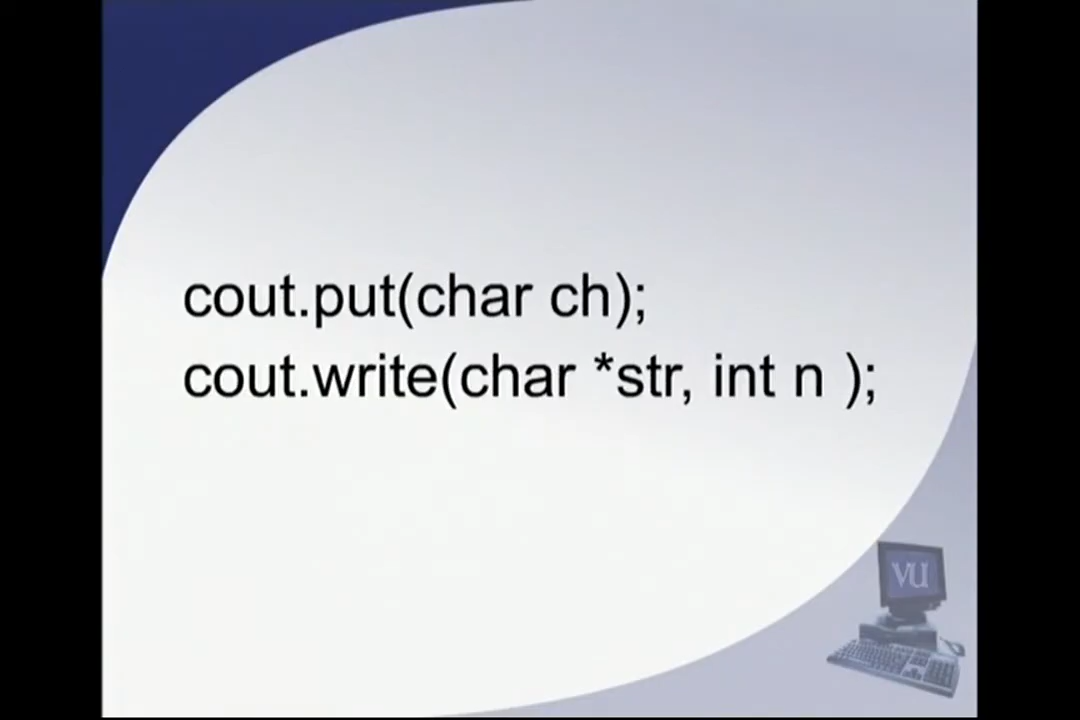 cout.put(char ch);
cout.write(char *str, int n );
VU